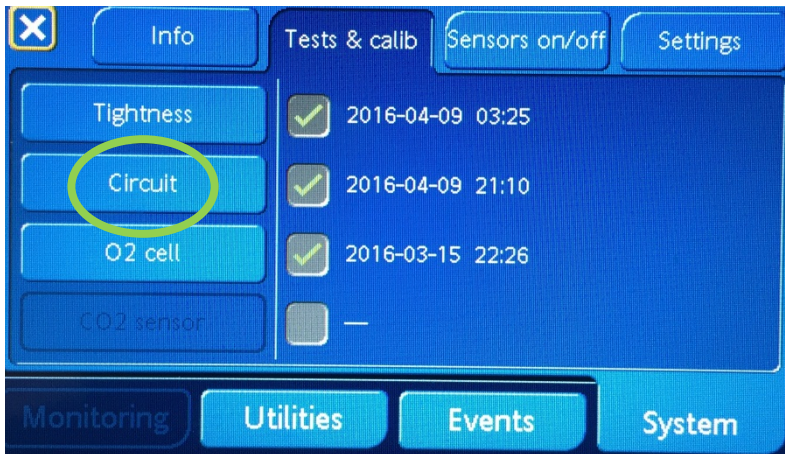 X
Info
Tests & calib
Sensors on/off
Settings
Tightness
2016-04-09 03:25
Circuit
2016-04-09 21:10
O2 cell
2016-03-15 22:26
CO2 sensor
—
Monitoring
Utilities
Events
System